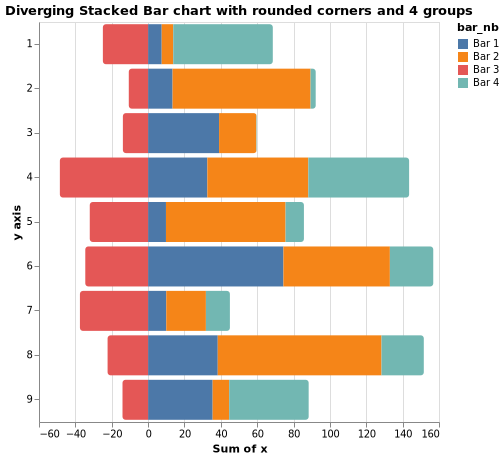 Diverging Stacked Bar chart with rounded corners and 4 groups
bar_nb
Bar 1
Bar 2
Bar 3
Bar 4
y axis
1
2
3
4
5
6
7
8
9
−60 −40 −20 0 20 40 60 80 100 120 140 160
Sum of x